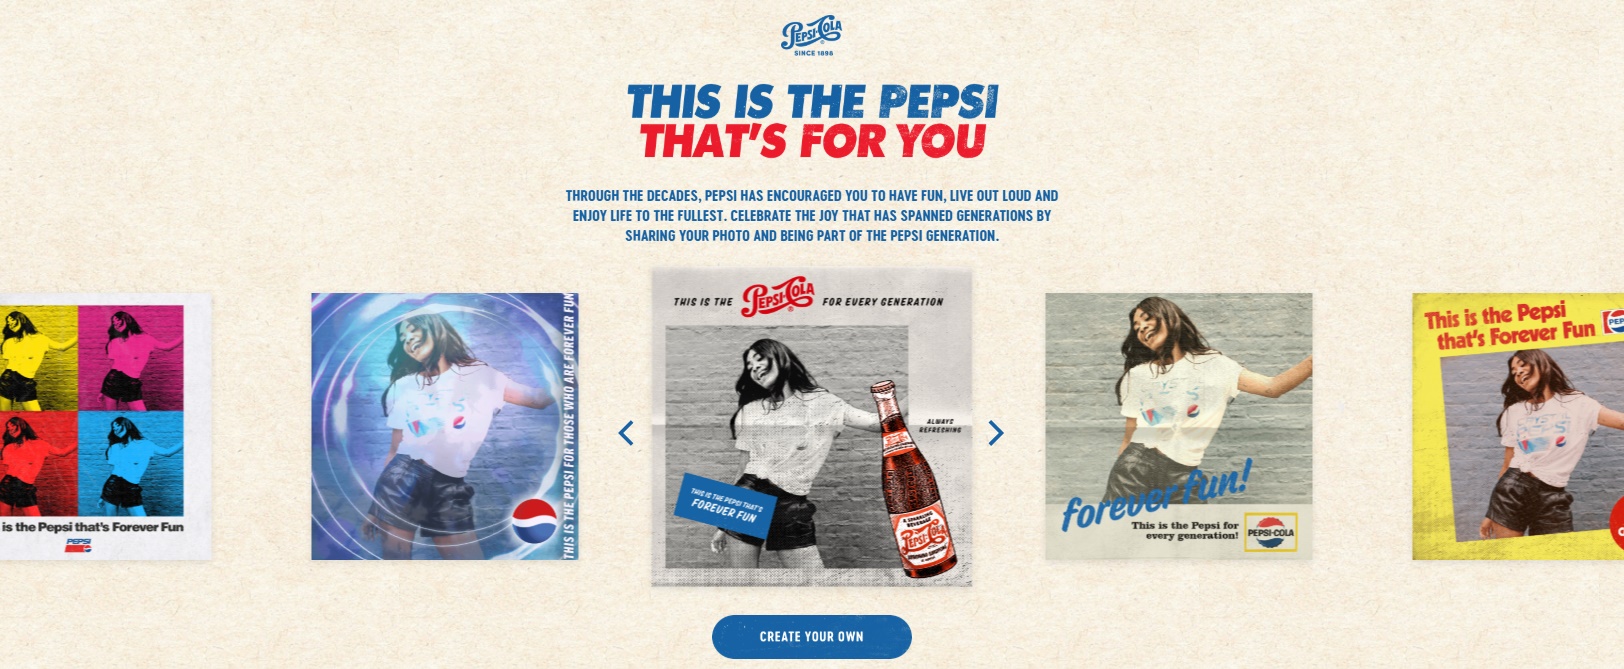 PEPSI-COLA
SINCE 1898
THIS IS THE PEPSI
THAT'S FOR YOU
THROUGH THE DECADES, PEPSI HAS ENCOURAGED YOU TO HAVE FUN, LIVE OUT LOUD AND
ENJOY LIFE TO THE FULLEST. CELEBRATE THE JOY THAT HAS SPANNED GENERATIONS BY
SHARING YOUR PHOTO AND BEING PART OF THE PEPSI GENERATION.
is the Pepsi that's Forever Fun
PEPSI
THIS IS THE PEPSI FOR THOSE WHO ARE FOREVER FUN
THIS IS THE PEPSI-COLA FOR EVERY GENERATION
ALWAYS
REFRESHING
THIS IS THE PEPSI THAT'S
FOREVER FUN
A SPARKLING
BEVERAGE
PEPSI-COLA
forever fun!
This is the Pepsi for
every generation!
PEPSI-COLA
This is the Pepsi
that's Forever Fun
PEP
CREATE YOUR OWN